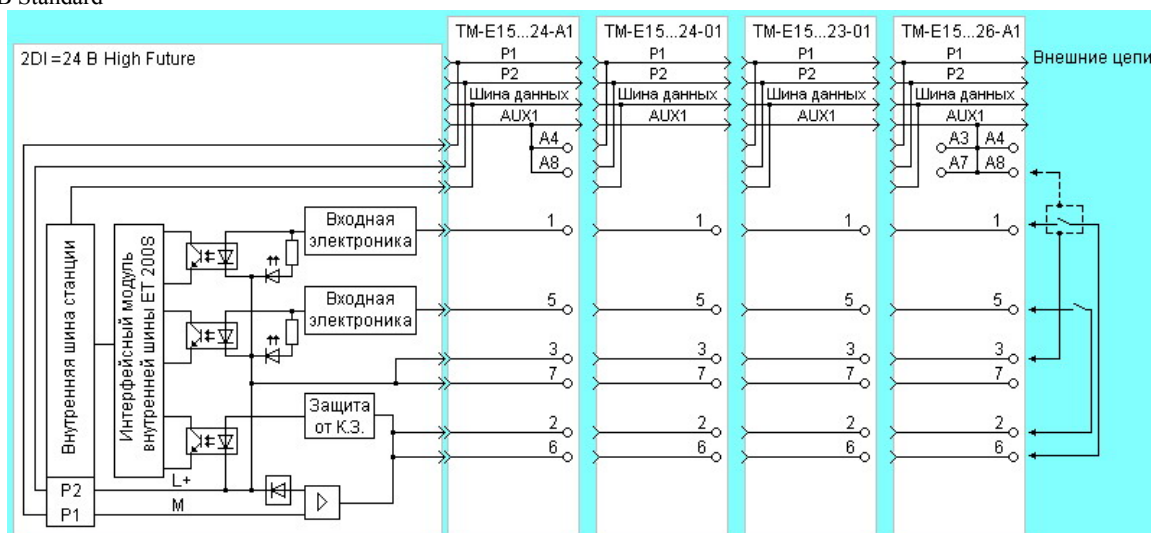 B Standard
TM-E15...24-A1
TM-E15...24-01
TM-E15...23-01
TM-E15...26-A1
2DI =24 В High Future
P1
P1
P1
P1
Внешние цепи
P2
P2
P2
P2
Шина данных
Шина данных
Шина данных
Шина данных
AUX1
AUX1
AUX1
AUX1
A4
A3 A4
A8
A7 A8
Внутренняя шина станции
Интерфейсный модуль
внутренней шины ET 200S
Входная
электроника
1
1
1
1
Входная
электроника
5
5
5
5
3
3
3
3
7
7
7
7
Защита
от К.З.
2
2
2
2
6
6
6
6
L+
P2
M
P1